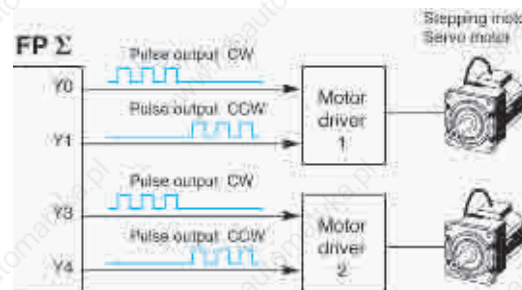 Stepping motor
Servo motor
FP Σ
Pulse output CW
Y0
Pulse output CCW
Y1
Motor
driver
1
Pulse output CW
Y3
Pulse output CCW
Y4
Motor
driver
2